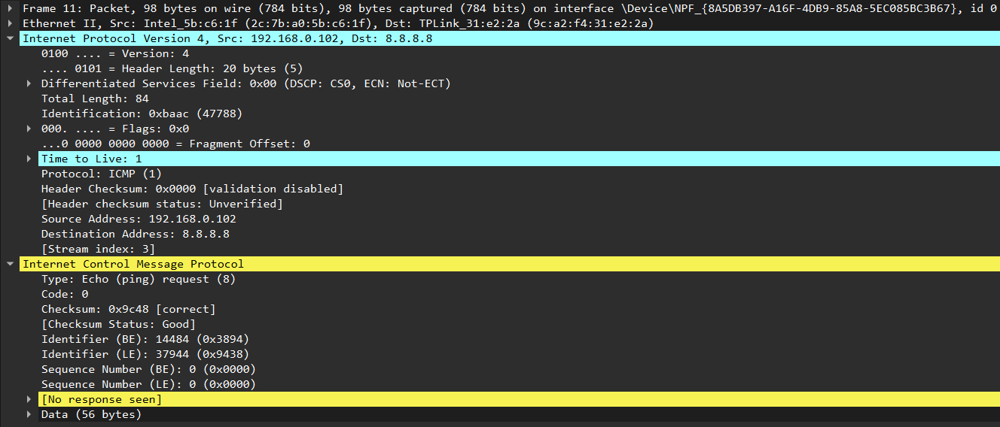 Frame 11: Packet, 98 bytes on wire (784 bits), 98 bytes captured (784 bits) on interface \Device\NPF_{8A5DB397-A16F-4DB9-85A8-5EC085BC3B67}, id 0
Ethernet II, Src: Intel_5b:c6:1f (2c:7b:a0:5b:c6:1f), Dst: TPLink_31:e2:2a (9c:a2:f4:31:e2:2a)
Internet Protocol Version 4, Src: 192.168.0.102, Dst: 8.8.8.8
0100 .... = Version: 4
.... 0101 = Header Length: 20 bytes (5)
Differentiated Services Field: 0x00 (DSCP: CS0, ECN: Not-ECT)
Total Length: 84
Identification: 0xbaac (47788)
000. .... = Flags: 0x0
...0 0000 0000 0000 = Fragment Offset: 0
Time to Live: 1
Protocol: ICMP (1)
Header Checksum: 0x0000 [validation disabled]
[Header checksum status: Unverified]
Source Address: 192.168.0.102
Destination Address: 8.8.8.8
[Stream index: 3]
Internet Control Message Protocol
Type: Echo (ping) request (8)
Code: 0
Checksum: 0x9c48 [correct]
[Checksum Status: Good]
Identifier (BE): 14484 (0x3894)
Identifier (LE): 37944 (0x9438)
Sequence Number (BE): 0 (0x0000)
Sequence Number (LE): 0 (0x0000)
[No response seen]
Data (56 bytes)